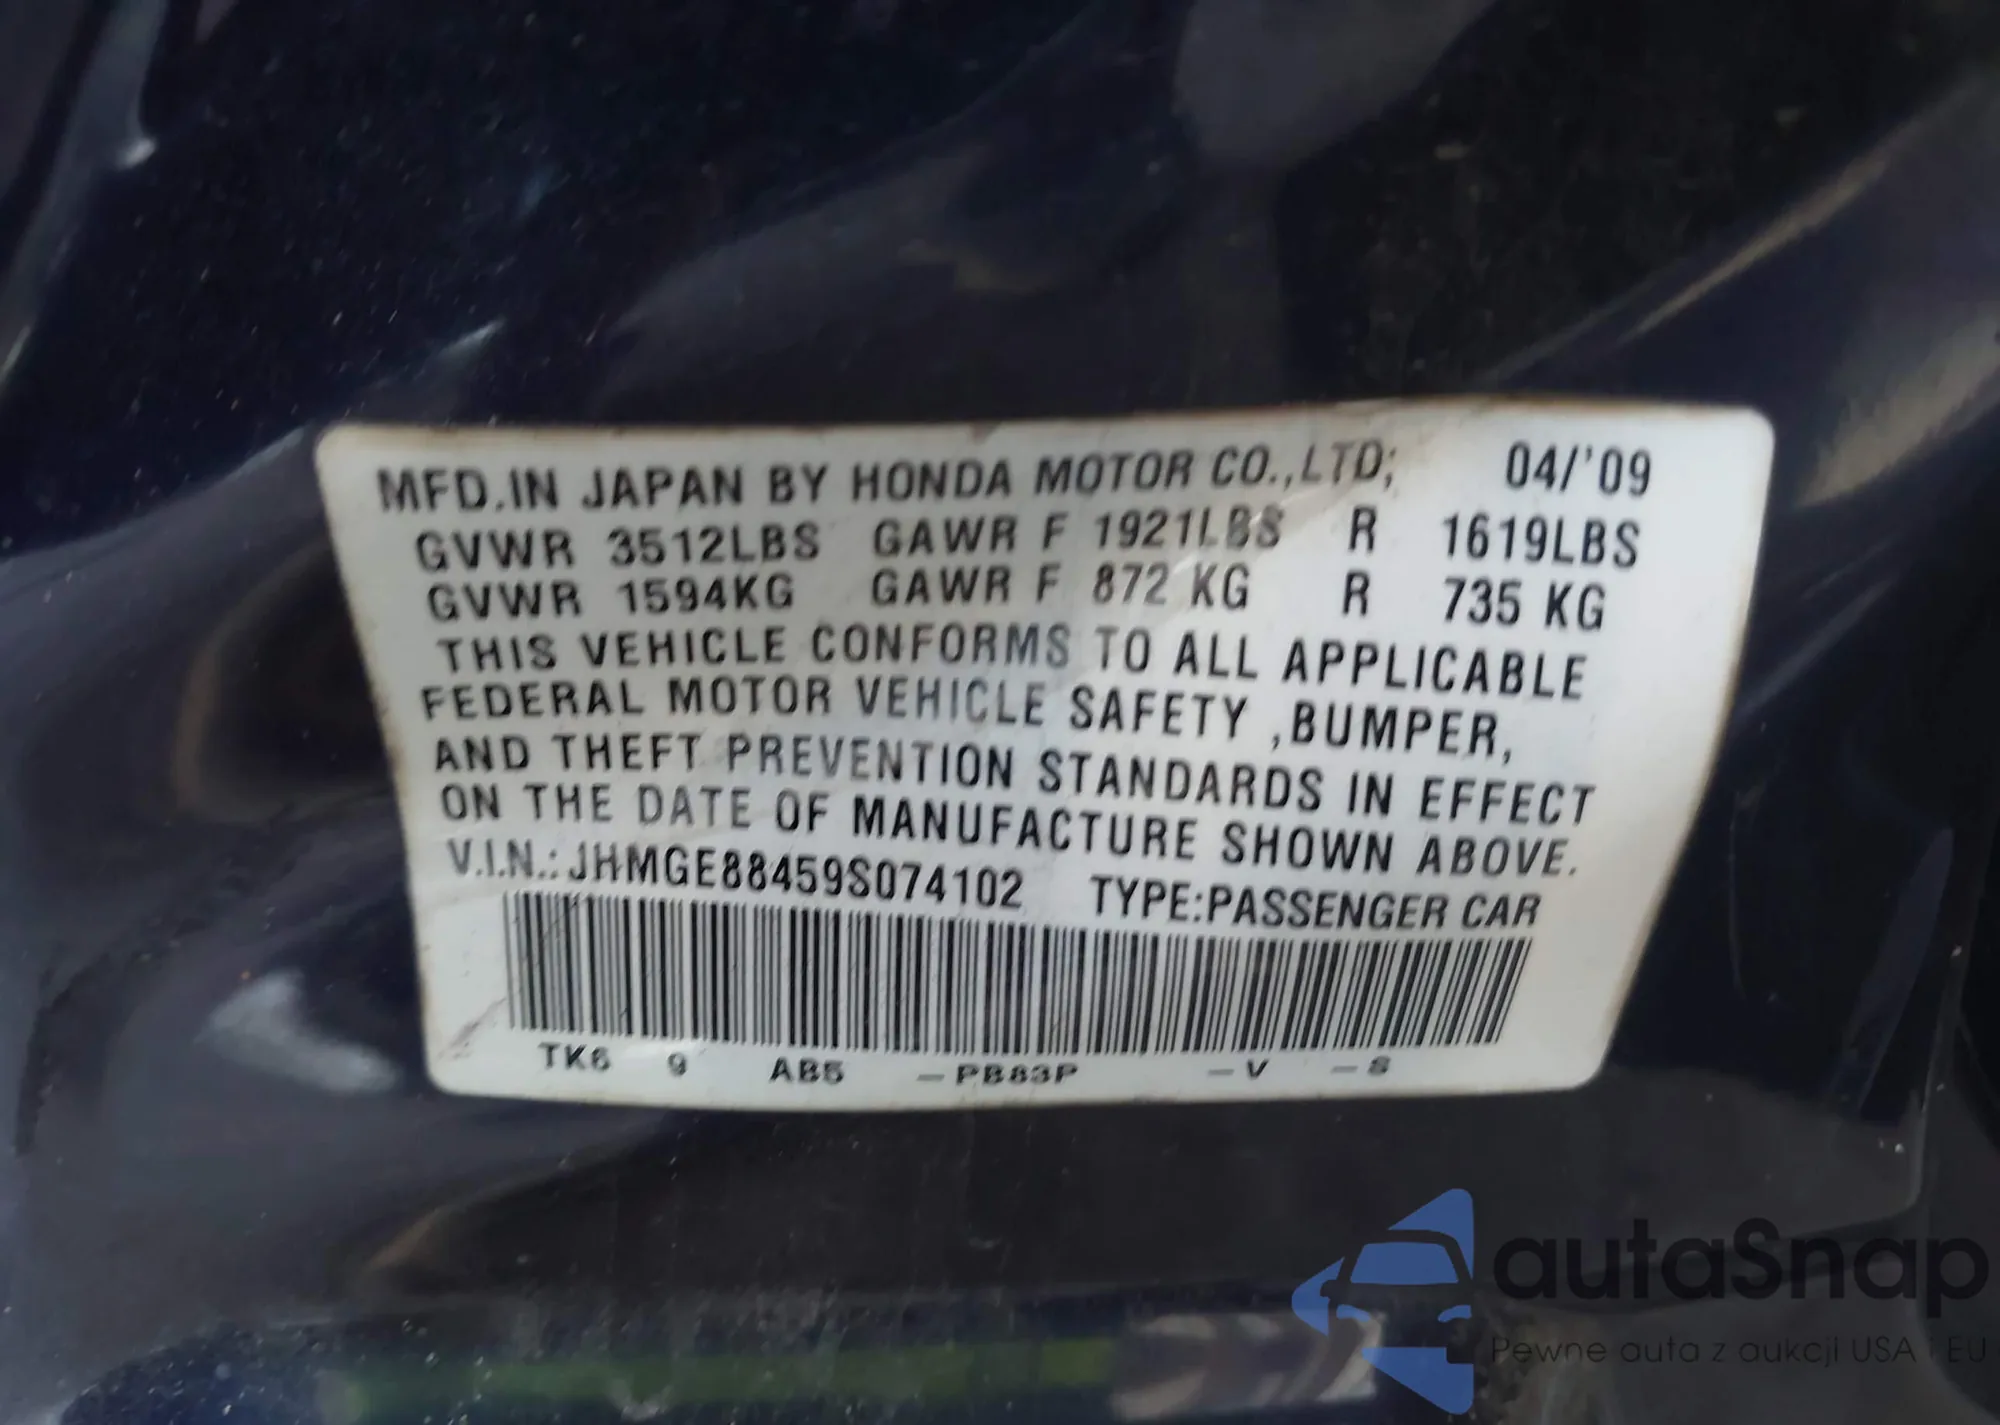 MFD.IN JAPAN BY HONDA MOTOR CO.,LTD; 04/'09
GVWR 3512LBS GAWR F 1921LBS R 1619LBS
GVWR 1594KG GAWR F 872 KG R 735 KG
THIS VEHICLE CONFORMS TO ALL APPLICABLE
FEDERAL MOTOR VEHICLE SAFETY ,BUMPER,
AND THEFT PREVENTION STANDARDS IN EFFECT
ON THE DATE OF MANUFACTURE SHOWN ABOVE.
V.I.N.: JHMGE88459S074102 TYPE:PASSENGER CAR
TK6 9 AB5 -PB83P -V -S
autaSnap
Pewne auta z aukcji USA i EU